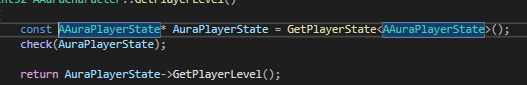 const AAuraPlayerState* AuraPlayerState = GetPlayerState<AAuraPlayerState>();
check(AuraPlayerState);
return AuraPlayerState->GetPlayerLevel();